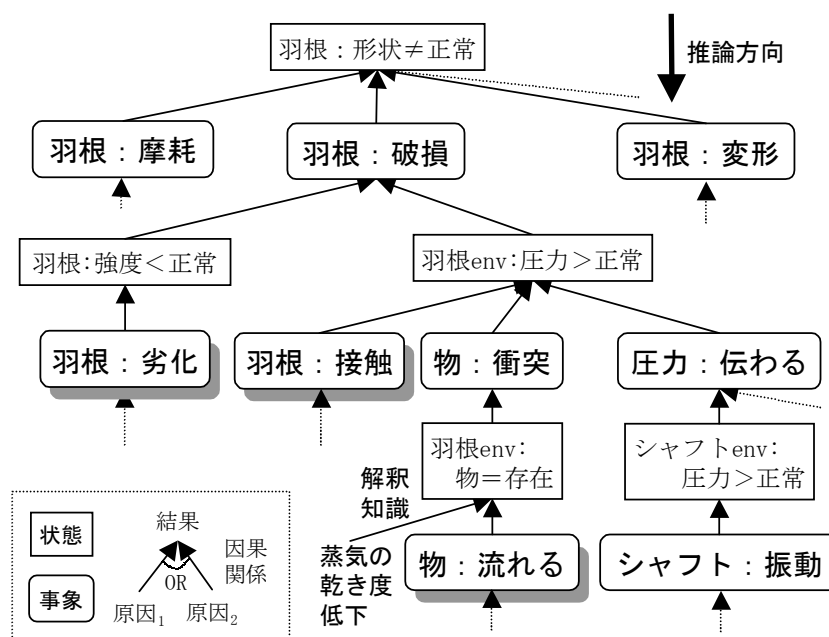 羽根：形状≠正常
推論方向
羽根：摩耗
羽根：破損
羽根：変形
羽根:強度＜正常
羽根env:圧力＞正常
羽根：劣化
羽根：接触
物：衝突
圧力：伝わる
羽根env:
物＝存在
シャフトenv:
圧力＞正常
解釈
知識
蒸気の
乾き度
低下
物：流れる
シャフト：振動
状態
事象
結果
因果
関係
OR
原因1
原因2